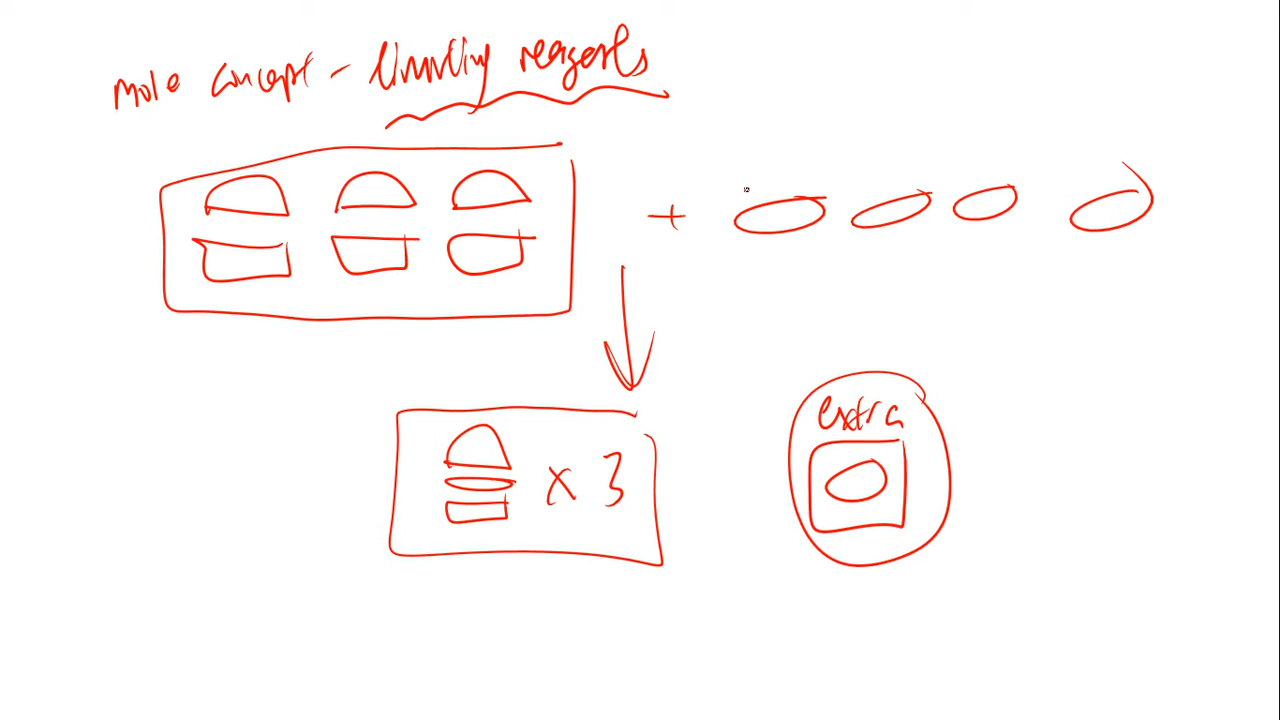 mole concept - limiting reagents
+
extra
x 3